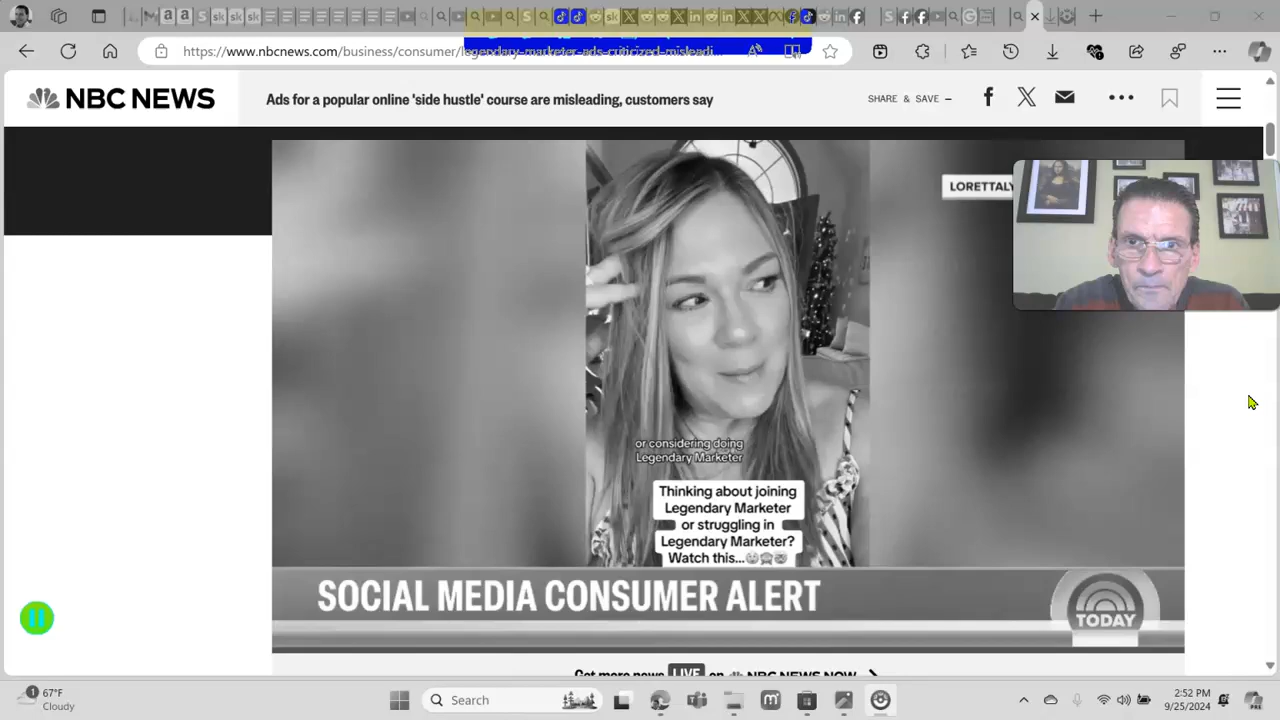 https://www.nbcnews.com/business/consumer/legendary-marketer-ads-criticized-misleadi...
NBC NEWS
Ads for a popular online 'side hustle' course are misleading, customers say
SHARE & SAVE –
LORETTALY
or considering doing
Legendary Marketer
Thinking about joining
Legendary Marketer
or struggling in
Legendary Marketer?
Watch this...
SOCIAL MEDIA CONSUMER ALERT
TODAY
Get more news LIVE on NBC NEWS NOW
1
67°F
Cloudy
Search
2:52 PM
9/25/2024
PRE